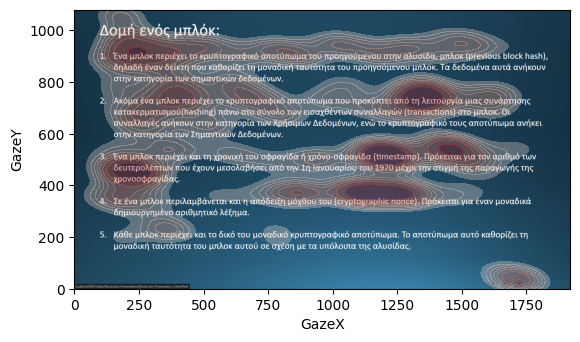 Δομή ενός μπλόκ:
1. Ένα μπλοκ περιέχει το κρυπτογραφικό αποτύπωμα του προηγούμενου στην αλυσίδα, μπλοκ (previous block hash),
δηλαδή έναν δείκτη που καθορίζει τη μοναδική ταυτότητα του προηγούμενου μπλοκ. Τα δεδομένα αυτά ανήκουν
στην κατηγορία των σημαντικών δεδομένων.
2. Ακόμα ένα μπλοκ περιέχει το κρυπτογραφικό αποτύπωμα που προκύπτει από τη λειτουργία μιας συνάρτησης
κατακερματισμού(hashing) πάνω στο σύνολο των εισαχθέντων συναλλαγών (transactions) στο μπλοκ. Οι
συναλλαγές ανήκουν στην κατηγορία των Χρήσιμων Δεδομένων, ενώ το κρυπτογραφικό τους αποτύπωμα ανήκει
στην κατηγορία των Σημαντικών Δεδομένων.
3. Ένα μπλοκ περιέχει και τη χρονική του σφραγίδα ή χρόνο-σφραγίδα (timestamp). Πρόκειται για τον αριθμό των
δευτερολέπτων που έχουν μεσολαβήσει από την 1η Ιανουαρίου του 1970 μέχρι την στιγμή της παραγωγής της
χρονοσφραγίδας.
4. Σε ένα μπλοκ περιλαμβάνεται και η απόδειξη μόχθου του (cryptographic nonce). Πρόκειται για έναν μοναδικά
δημιουργημένο αριθμητικό λέξημα.
5. Κάθε μπλοκ περιέχει και το δικό του μοναδικό κρυπτογραφικό αποτύπωμα. Το αποτύπωμα αυτό καθορίζει τη
μοναδική ταυτότητα του μπλοκ αυτού σε σχέση με τα υπόλοιπα της αλυσίδας.
GazeY
1000
800
600
400
200
0
0 250 500 750 1000 1250 1500 1750
GazeX